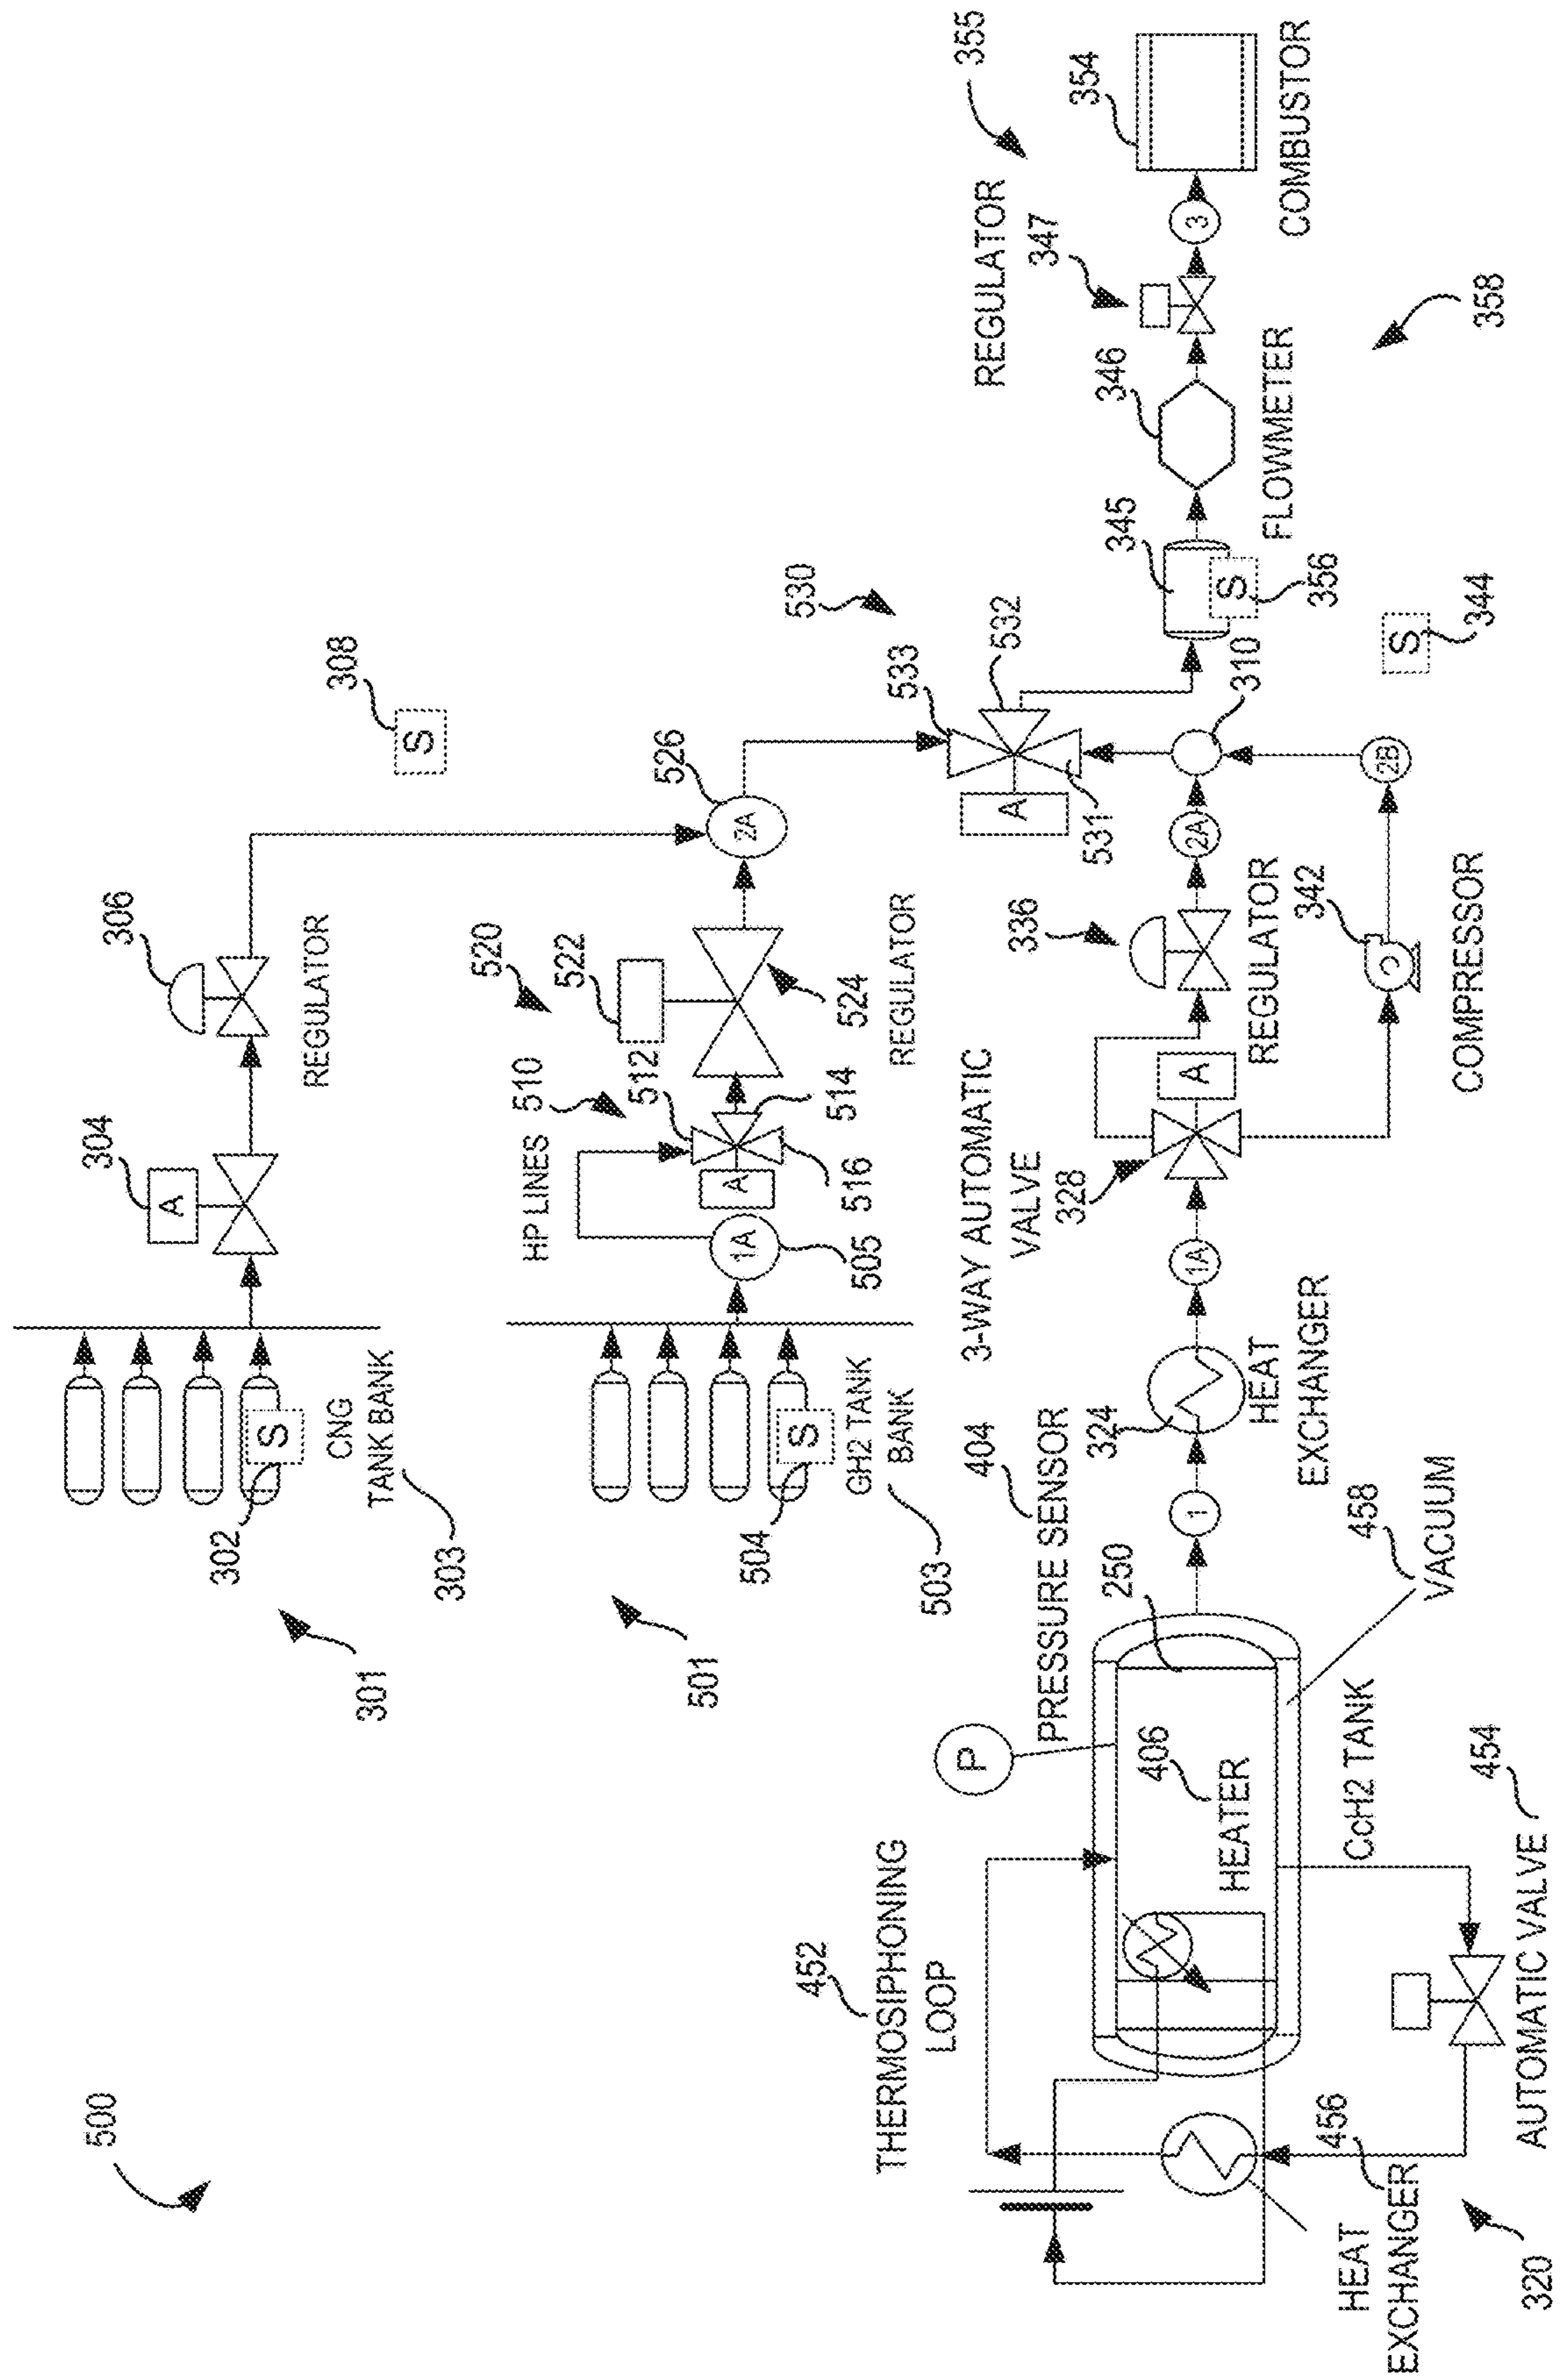 500
301
302
303
CNG
TANK BANK
S
A
304
306
REGULATOR
308
S
501
504
503
GH2 TANK
BANK
S
HP LINES
1A
505
510
512
514
516
A
520
522
524
REGULATOR
526
2A
530
533
532
531
A
452
THERMOSIPHONING
LOOP
P
PRESSURE SENSOR
404
250
406
HEATER
CcH2 TANK
458
VACUUM
454
AUTOMATIC VALVE
456
HEAT
EXCHANGER
320
1
324
HEAT
EXCHANGER
1A
3-WAY AUTOMATIC
VALVE
328
A
336
REGULATOR
2A
342
COMPRESSOR
2B
310
344
S
345
S
356
346
FLOWMETER
REGULATOR
347
3
354
COMBUSTOR
355
358